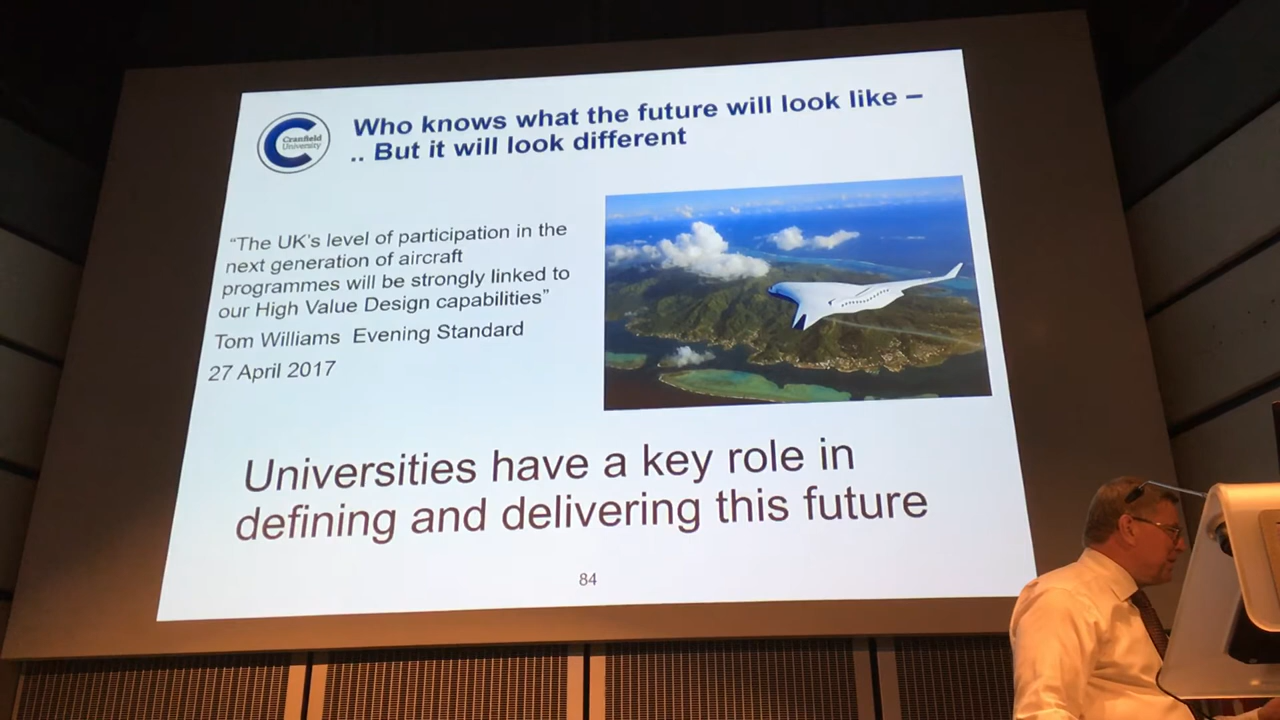 Cranfield
University
Who knows what the future will look like –
.. But it will look different
“The UK’s level of participation in the
next generation of aircraft
programmes will be strongly linked to
our High Value Design capabilities”
Tom Williams Evening Standard
27 April 2017
Universities have a key role in
defining and delivering this future
84